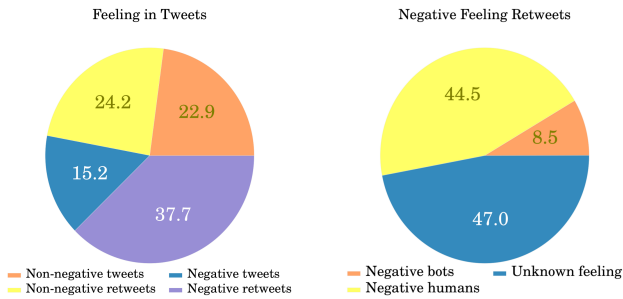 Feeling in Tweets
22.9
24.2
15.2
37.7
Non-negative tweets
Non-negative retweets
Negative tweets
Negative retweets
Negative Feeling Retweets
44.5
8.5
47.0
Negative bots
Negative humans
Unknown feeling